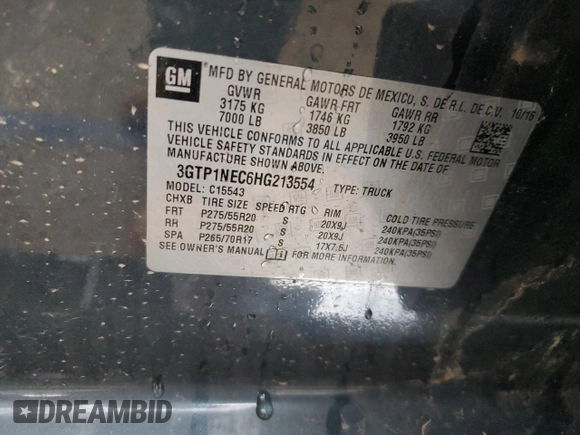 GM
MFD BY GENERAL MOTORS DE MEXICO, S. DE R.L. DE C.V. 10/16
GVWR GAWR FRT GAWR RR
3175 KG 1746 KG 1792 KG
7000 LB 3850 LB 3950 LB
THIS VEHICLE CONFORMS TO ALL APPLICABLE U.S. FEDERAL MOTOR
VEHICLE SAFETY STANDARDS IN EFFECT ON THE DATE OF
MANUFACTURE SHOWN ABOVE.
3GTP1NEC6HG213554 TYPE: TRUCK
MODEL: C15543
CHXB TIRE SIZE SPEED RTG RIM COLD TIRE PRESSURE
FRT P275/55R20 S 20X9J 240KPA(35PSI)
RR P275/55R20 S 20X9J 240KPA(35PSI)
SPA P265/70R17 S 17X7.5J 240KPA(35PSI)
SEE OWNER'S MANUAL FOR MORE INFORMATION
DREAMBID